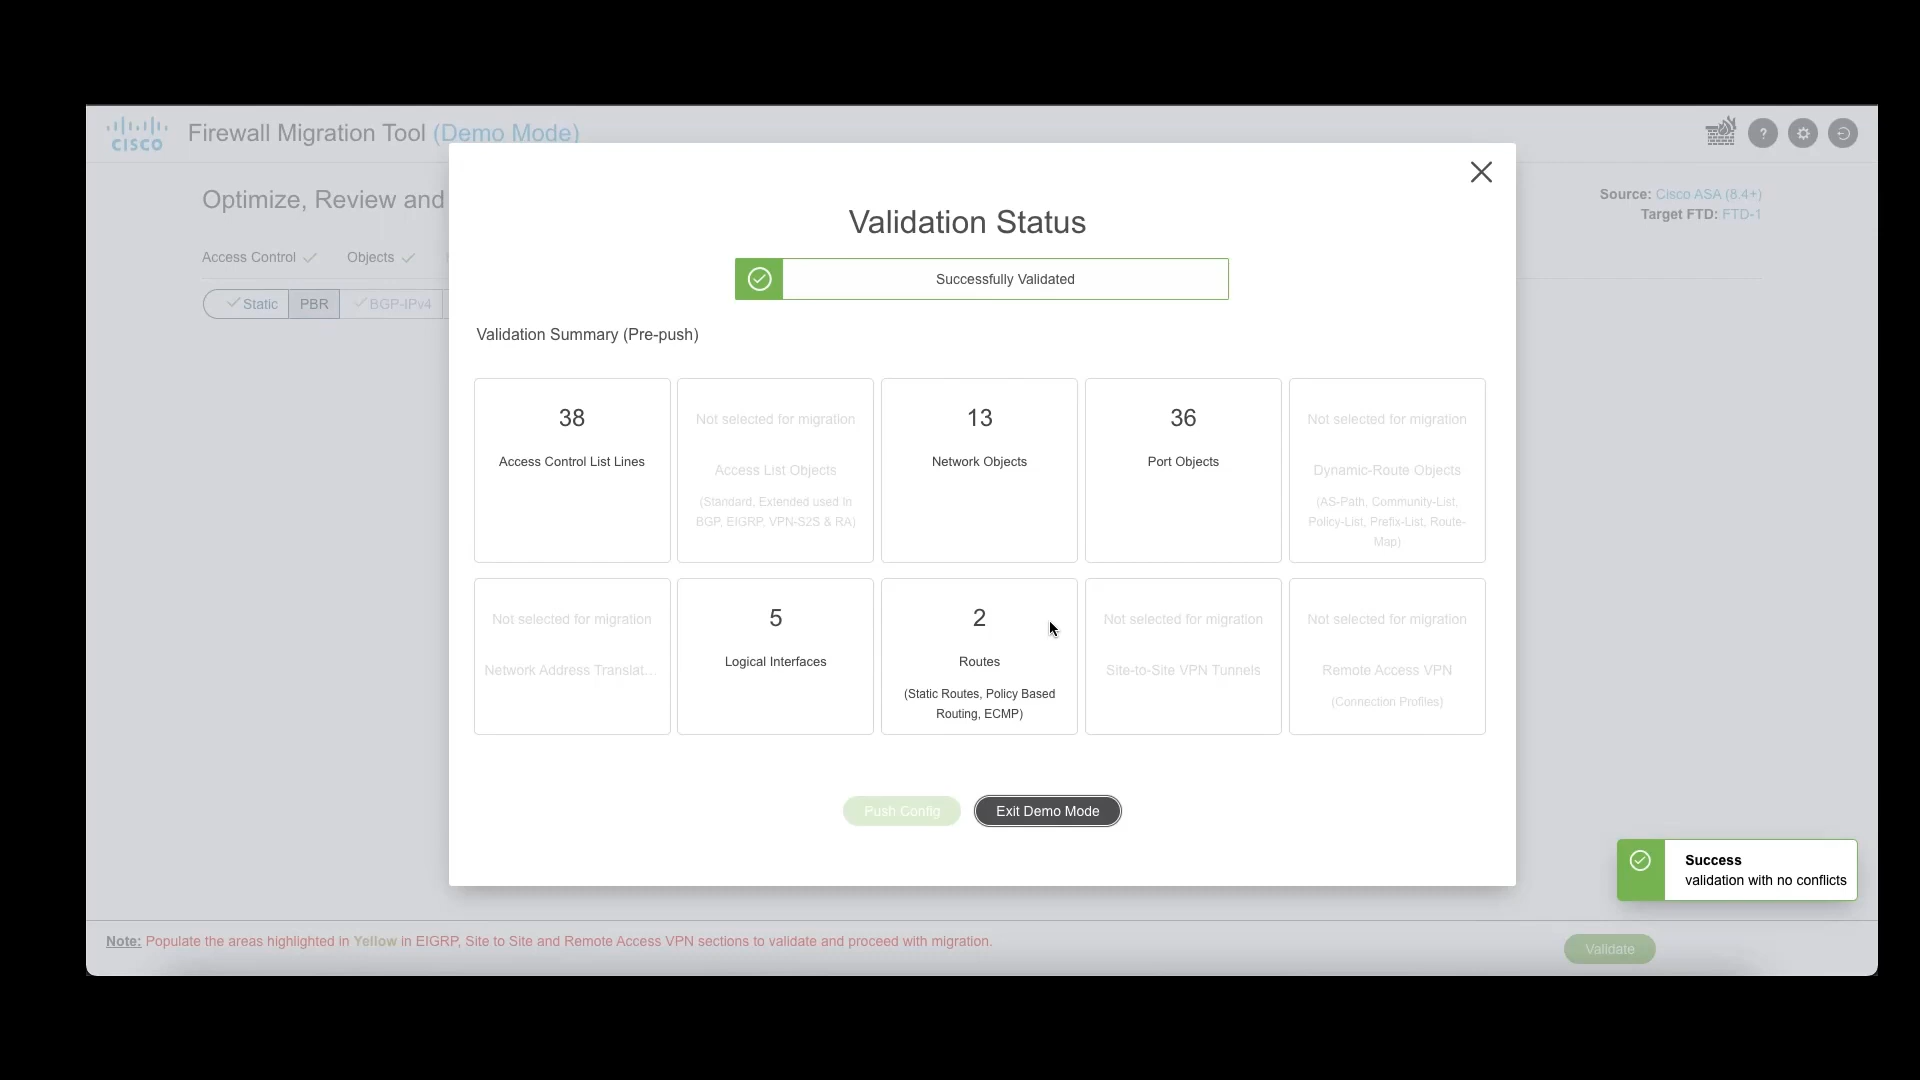 cisco
Firewall Migration Tool (Demo Mode)
?
Optimize, Review and
Source: Cisco ASA (8.4+)
Target FTD: FTD-1
Access Control
Objects
Static
PBR
BGP-IPv4
Validation Status
Successfully Validated
Validation Summary (Pre-push)
38
Access Control List Lines
Not selected for migration
Access List Objects
(Standard, Extended used in
BGP, EIGRP, VPN-S2S & RA)
13
Network Objects
36
Port Objects
Not selected for migration
Dynamic-Route Objects
(AS-Path, Community-List,
Policy-List, Prefix-List, Route-
Map)
Not selected for migration
Network Address Translat...
5
Logical Interfaces
2
Routes
(Static Routes, Policy Based
Routing, ECMP)
Not selected for migration
Site-to-Site VPN Tunnels
Not selected for migration
Remote Access VPN
(Connection Profiles)
Push Config
Exit Demo Mode
Success
validation with no conflicts
Note: Populate the areas highlighted in Yellow in EIGRP, Site to Site and Remote Access VPN sections to validate and proceed with migration.
Validate